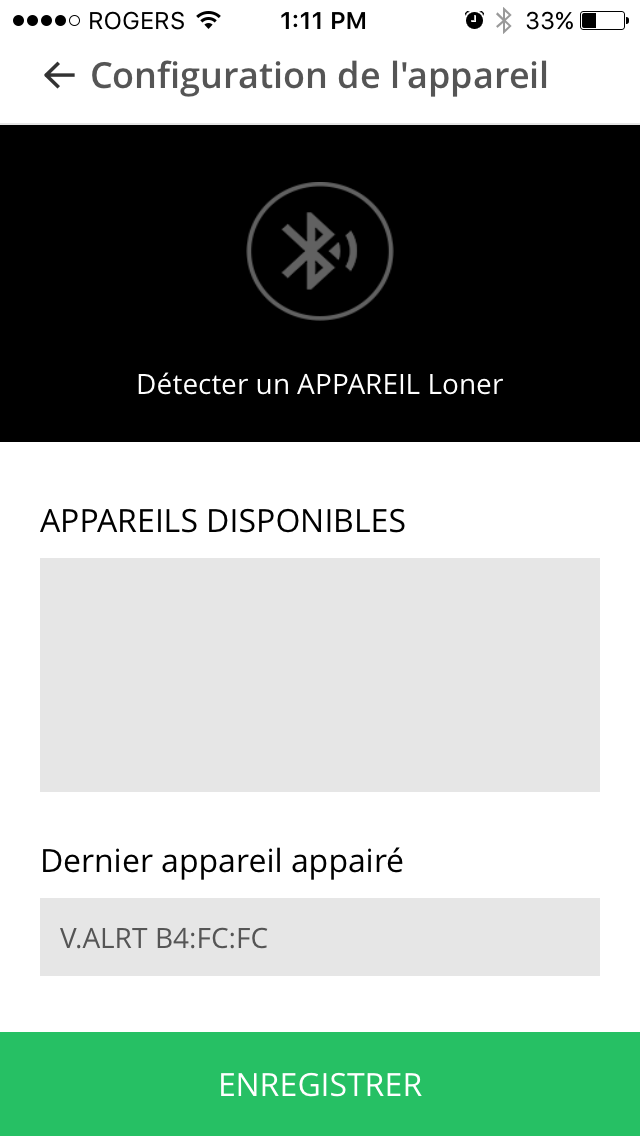 ROGERS 1:11 PM 33%
Configuration de l'appareil
Détecter un APPAREIL Loner
APPAREILS DISPONIBLES
Dernier appareil appairé
V.ALRT B4:FC:FC
ENREGISTRER